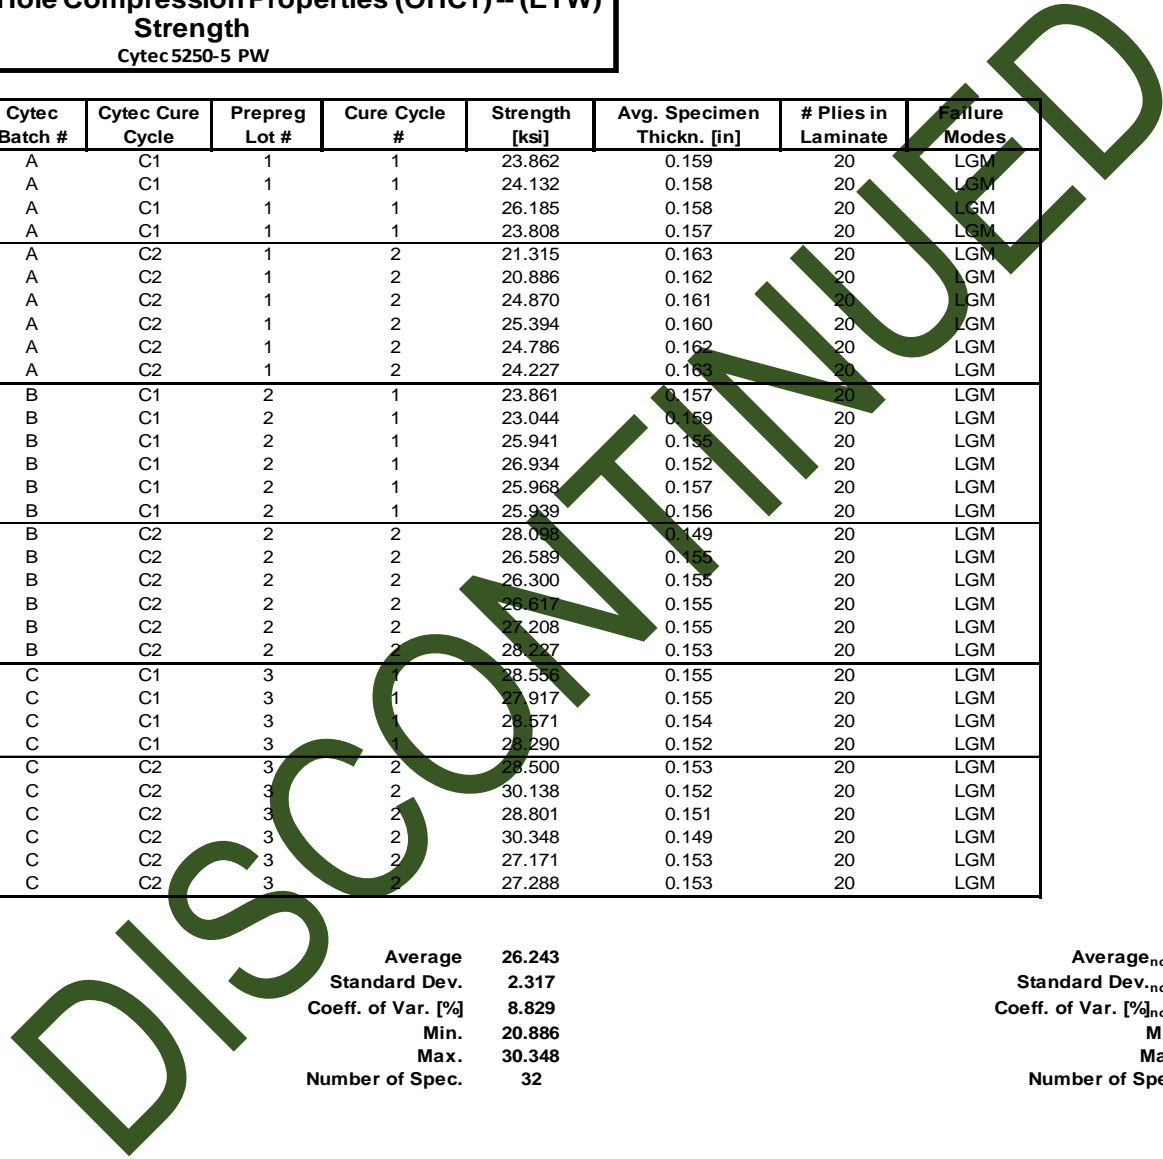 Hole Compression Properties (OHC1) -- (ETW)
Strength
Cytec 5250-5 PW
Cytec Cytec Cure Prepreg Cure Cycle Strength Avg. Specimen # Plies in Failure
Batch # Cycle Lot # # [ksi] Thickn. [in] Laminate Modes
A C1 1 1 23.862 0.159 20 LGM
A C1 1 1 24.132 0.158 20 LGM
A C1 1 1 26.185 0.158 20 LGM
A C1 1 1 23.808 0.157 20 LGM
A C2 1 2 21.315 0.163 20 LGM
A C2 1 2 20.886 0.162 20 LGM
A C2 1 2 24.870 0.161 20 LGM
A C2 1 2 25.394 0.160 20 LGM
A C2 1 2 24.786 0.162 20 LGM
A C2 1 2 24.227 0.163 20 LGM
B C1 2 1 23.861 0.157 20 LGM
B C1 2 1 23.044 0.159 20 LGM
B C1 2 1 25.941 0.155 20 LGM
B C1 2 1 26.934 0.152 20 LGM
B C1 2 1 25.968 0.157 20 LGM
B C1 2 1 25.939 0.156 20 LGM
B C2 2 2 28.098 0.149 20 LGM
B C2 2 2 26.589 0.155 20 LGM
B C2 2 2 26.300 0.155 20 LGM
B C2 2 2 26.617 0.155 20 LGM
B C2 2 2 27.208 0.155 20 LGM
B C2 2 2 28.227 0.153 20 LGM
C C1 3 1 28.556 0.155 20 LGM
C C1 3 1 27.917 0.155 20 LGM
C C1 3 1 28.571 0.154 20 LGM
C C1 3 1 28.290 0.152 20 LGM
C C2 3 2 28.500 0.153 20 LGM
C C2 3 2 30.138 0.152 20 LGM
C C2 3 2 28.801 0.151 20 LGM
C C2 3 2 30.348 0.149 20 LGM
C C2 3 2 27.171 0.153 20 LGM
C C2 3 2 27.288 0.153 20 LGM
Average 26.243 Average
Standard Dev. 2.317 Standard Dev.
Coeff. of Var. [%] 8.829 Coeff. of Var. [%]
Min. 20.886
Max. 30.348
Number of Spec. 32 Number of Spe
DISCONTINUED